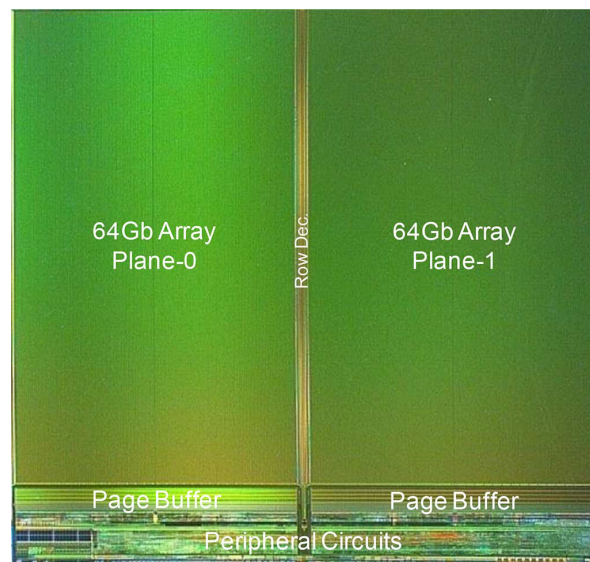 64Gb Array
Plane-0
Row Dec.
64Gb Array
Plane-1
Page Buffer
Page Buffer
Peripheral Circuits